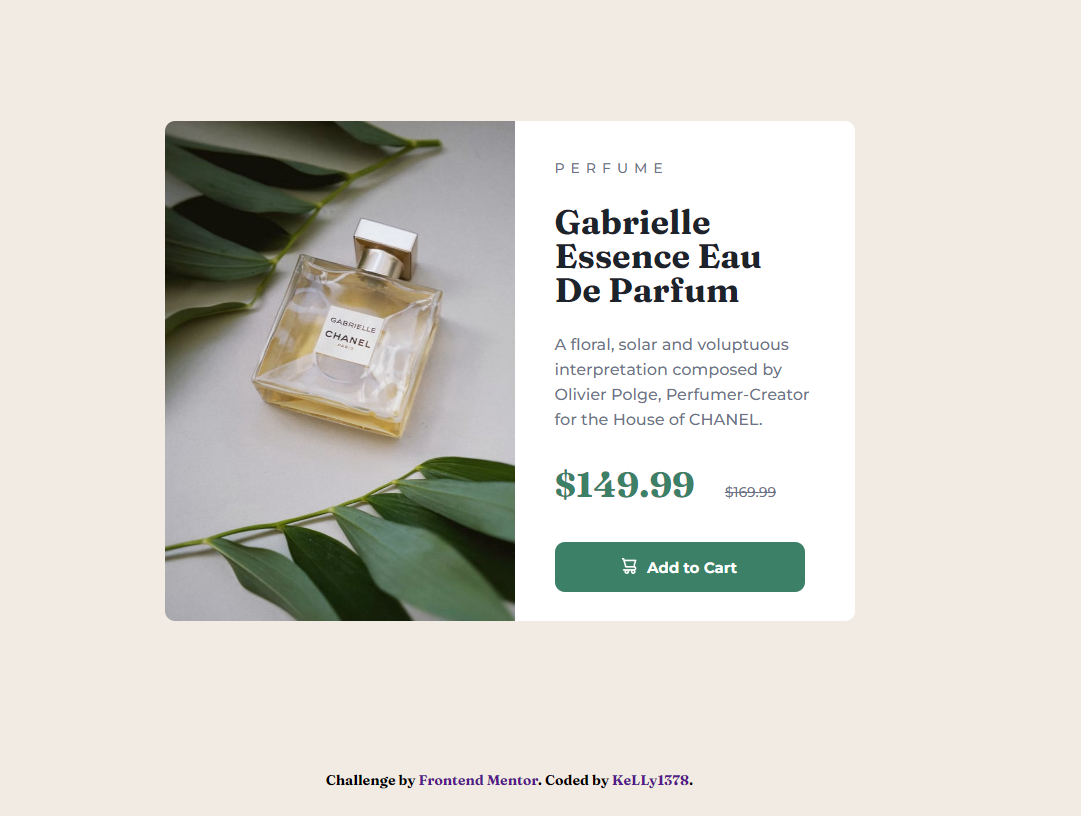 GABRIELLE
CHANEL
PARIS
PERFUME
Gabrielle
Essence Eau
De Parfum
A floral, solar and voluptuous
interpretation composed by
Olivier Polge, Perfumer-Creator
for the House of CHANEL.
$149.99 $169.99
Add to Cart
Challenge by Frontend Mentor. Coded by KeLLy1378.